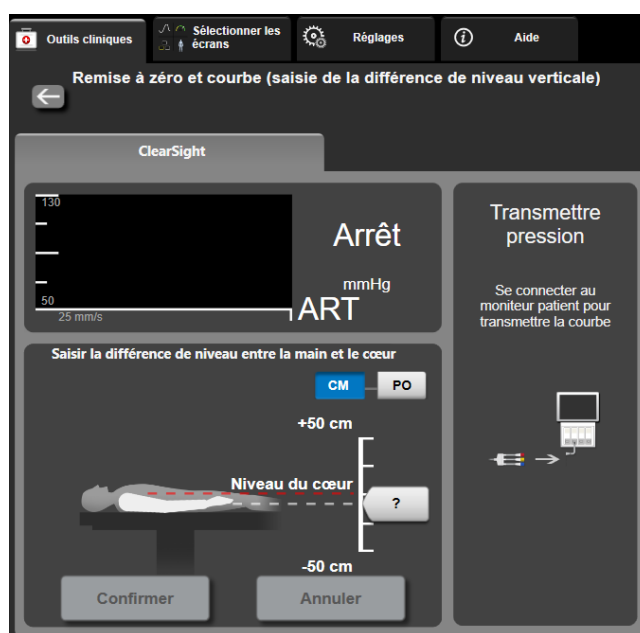 Outils cliniques
Sélectionner les
écrans
Réglages
Aide
Remise à zéro et courbe (saisie de la différence de niveau verticale)
ClearSight
130
50
25 mm/s
Arrêt
mmHg
ART
Transmettre
pression
Se connecter au
moniteur patient pour
transmettre la courbe
Saisir la différence de niveau entre la main et le cœur
CM
PO
+50 cm
Niveau du cœur
?
-50 cm
Confirmer
Annuler